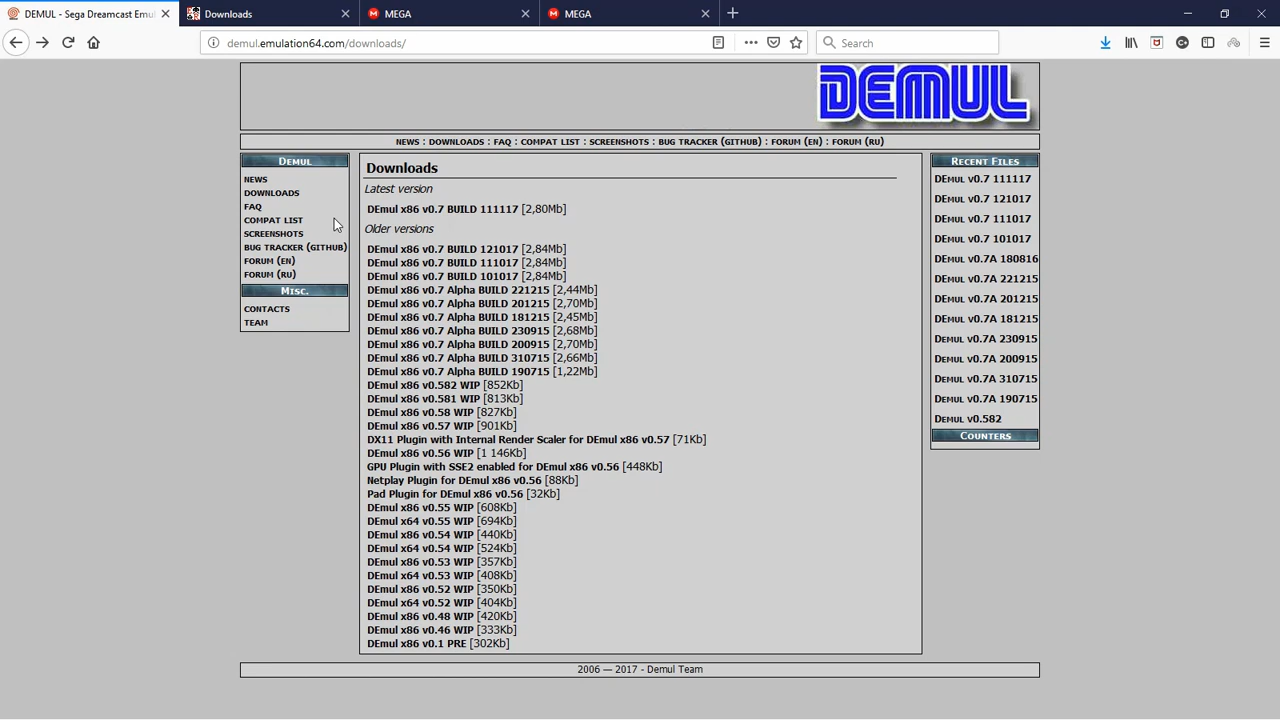 DEMUL - Sega Dreamcast Emul
Downloads
MEGA
MEGA
demul.emulation64.com/downloads/
Search
DEMUL
NEWS : DOWNLOADS : FAQ : COMPAT LIST : SCREENSHOTS : BUG TRACKER (GITHUB) : FORUM (EN) : FORUM (RU)
DEMUL
NEWS
DOWNLOADS
FAQ
COMPAT LIST
SCREENSHOTS
BUG TRACKER (GITHUB)
FORUM (EN)
FORUM (RU)
MISC.
CONTACTS
TEAM
Downloads
Latest version
DEmul x86 v0.7 BUILD 111117 [2,80Mb]
Older versions
DEmul x86 v0.7 BUILD 121017 [2,84Mb]
DEmul x86 v0.7 BUILD 111017 [2,84Mb]
DEmul x86 v0.7 BUILD 101017 [2,84Mb]
DEmul x86 v0.7 Alpha BUILD 221215 [2,44Mb]
DEmul x86 v0.7 Alpha BUILD 201215 [2,70Mb]
DEmul x86 v0.7 Alpha BUILD 181215 [2,45Mb]
DEmul x86 v0.7 Alpha BUILD 230915 [2,68Mb]
DEmul x86 v0.7 Alpha BUILD 200915 [2,70Mb]
DEmul x86 v0.7 Alpha BUILD 310715 [2,66Mb]
DEmul x86 v0.7 Alpha BUILD 190715 [1,22Mb]
DEmul x86 v0.582 WIP [852Kb]
DEmul x86 v0.581 WIP [813Kb]
DEmul x86 v0.58 WIP [827Kb]
DEmul x86 v0.57 WIP [901Kb]
DX11 Plugin with Internal Render Scaler for DEmul x86 v0.57 [71Kb]
DEmul x86 v0.56 WIP [1 146Kb]
GPU Plugin with SSE2 enabled for DEmul x86 v0.56 [448Kb]
Netplay Plugin for DEmul x86 v0.56 [88Kb]
Pad Plugin for DEmul x86 v0.56 [32Kb]
DEmul x86 v0.55 WIP [608Kb]
DEmul x64 v0.55 WIP [694Kb]
DEmul x86 v0.54 WIP [440Kb]
DEmul x64 v0.54 WIP [524Kb]
DEmul x86 v0.53 WIP [357Kb]
DEmul x64 v0.53 WIP [408Kb]
DEmul x86 v0.52 WIP [350Kb]
DEmul x64 v0.52 WIP [404Kb]
DEmul x86 v0.48 WIP [420Kb]
DEmul x86 v0.46 WIP [333Kb]
DEmul x86 v0.1 PRE [302Kb]
RECENT FILES
DEMUL V0.7 111117
DEMUL V0.7 121017
DEMUL V0.7 111017
DEMUL V0.7 101017
DEMUL V0.7A 180816
DEMUL V0.7A 221215
DEMUL V0.7A 201215
DEMUL V0.7A 181215
DEMUL V0.7A 230915
DEMUL V0.7A 200915
DEMUL V0.7A 310715
DEMUL V0.7A 190715
DEMUL V0.582
COUNTERS
2006 — 2017 - Demul Team